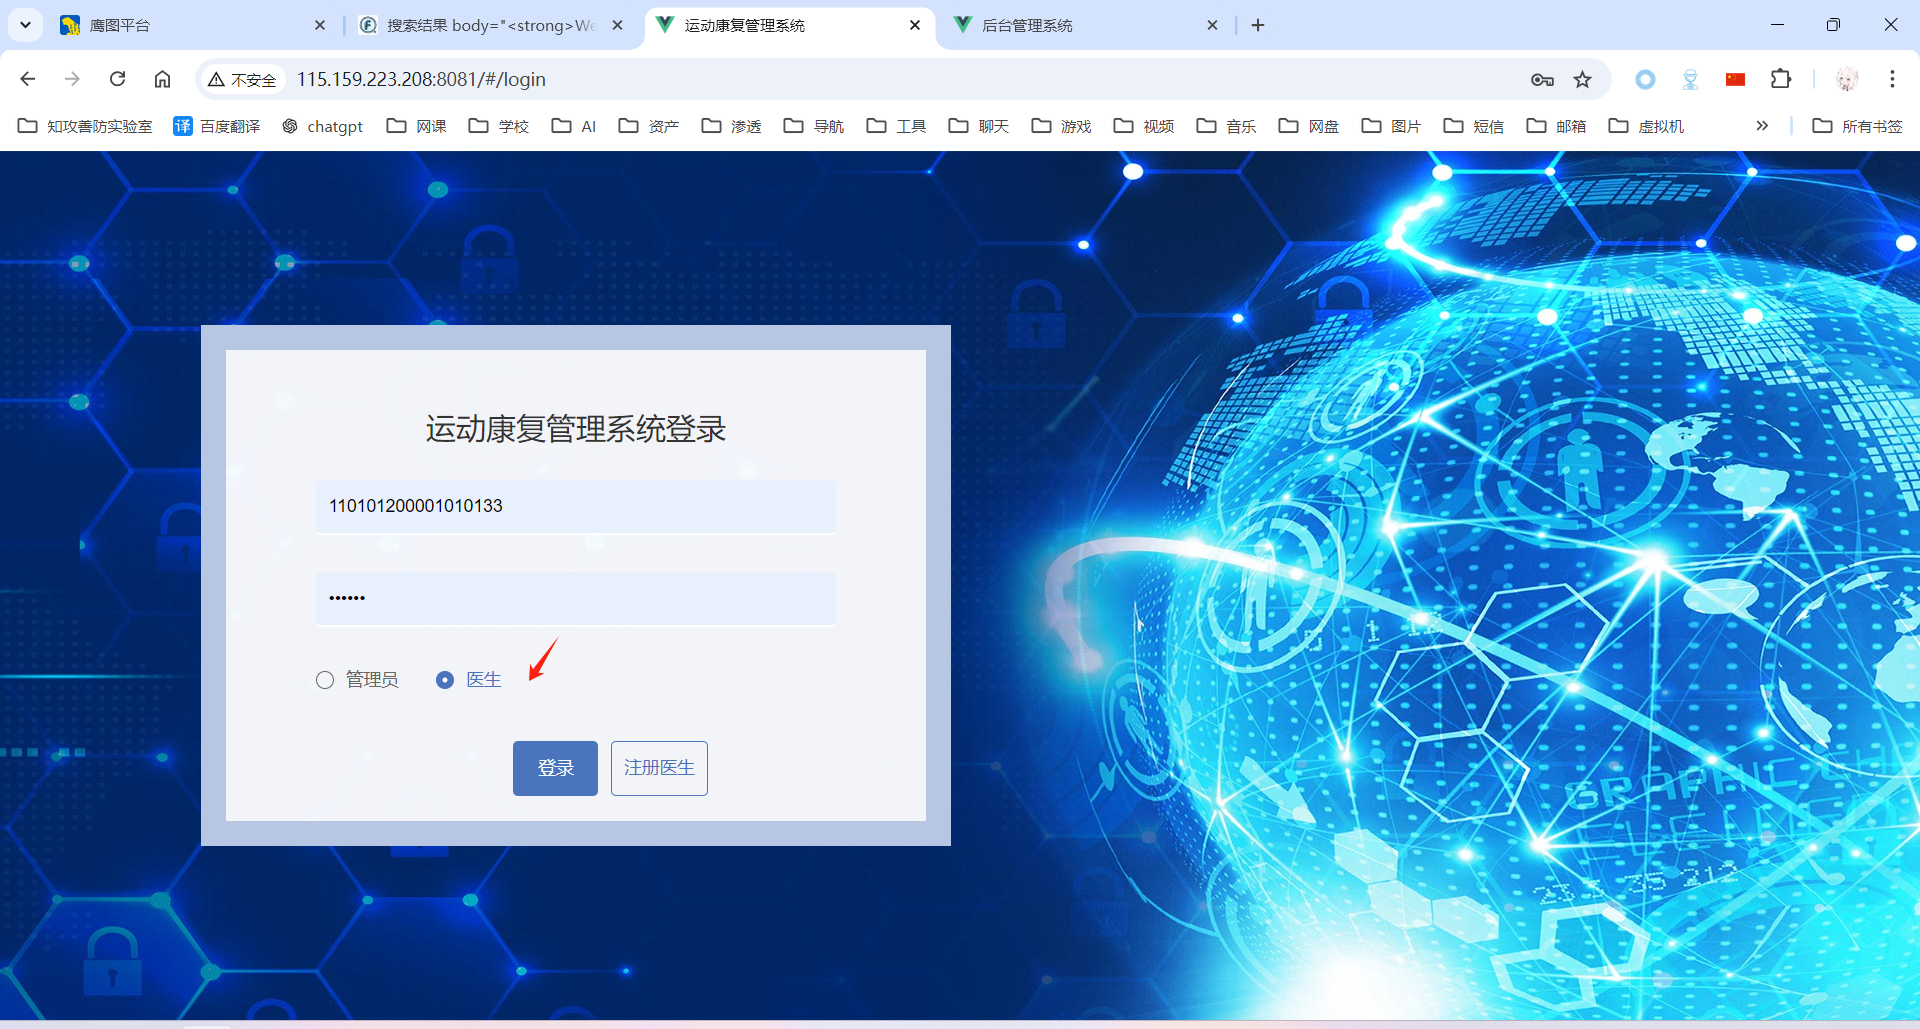 鹰图平台
搜索结果 body="<strong>We
运动康复管理系统
后台管理系统
不安全
115.159.223.208:8081/#/login
知攻善防实验室
译 百度翻译
chatgpt
网课
学校
AI
资产
渗透
导航
工具
聊天
游戏
视频
音乐
网盘
图片
短信
邮箱
虚拟机
所有书签
运动康复管理系统登录
110101200001010133
••••••
管理员
医生
登录
注册医生